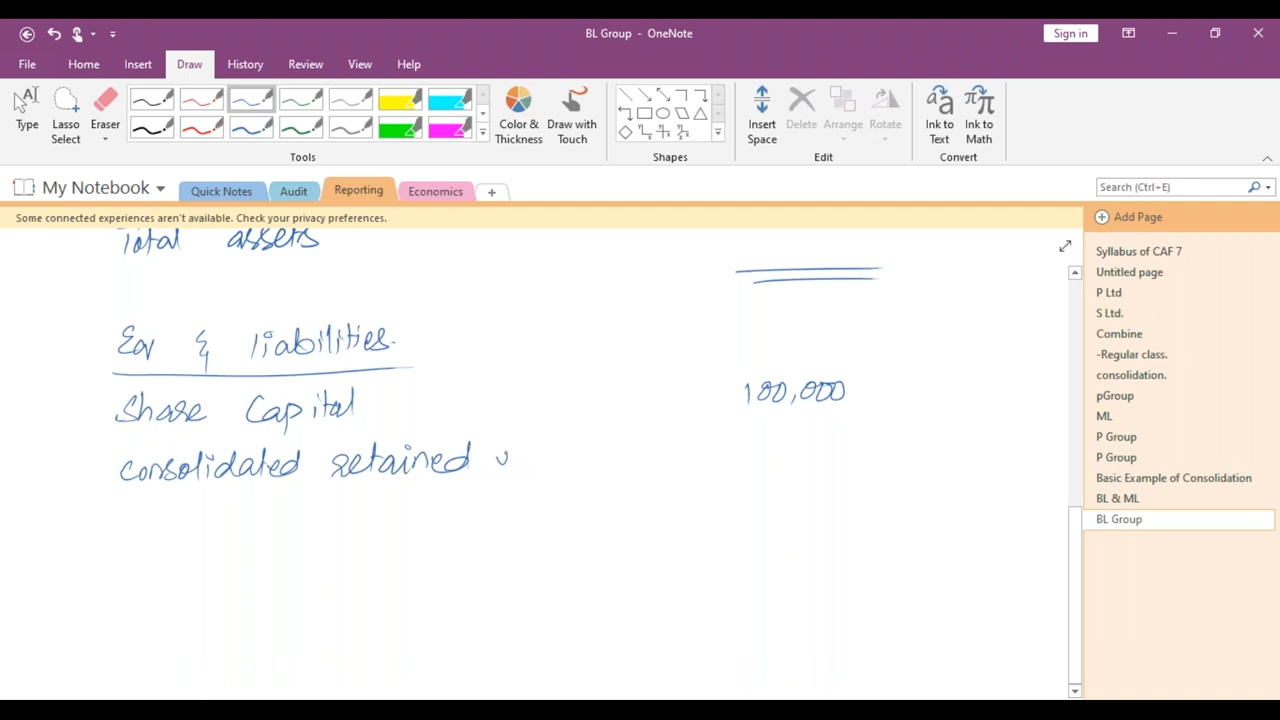 BL Group - OneNote
Sign in
File Home Insert Draw History Review View Help
Type
Lasso Select
Eraser
Color & Thickness
Draw with Touch
Insert Space
Delete
Arrange
Rotate
Ink to Text
Ink to Math
Tools
Shapes
Edit
Convert
My Notebook
Quick Notes
Audit
Reporting
Economics
Search (Ctrl+E)
Some connected experiences aren't available. Check your privacy preferences.
Add Page
Syllabus of CAF 7
Untitled page
P Ltd
S Ltd.
Combine
-Regular class.
consolidation.
pGroup
ML
P Group
P Group
Basic Example of Consolidation
BL & ML
BL Group
Total assets
Eq & liabilities.
Share Capital 100,000
consolidated retained